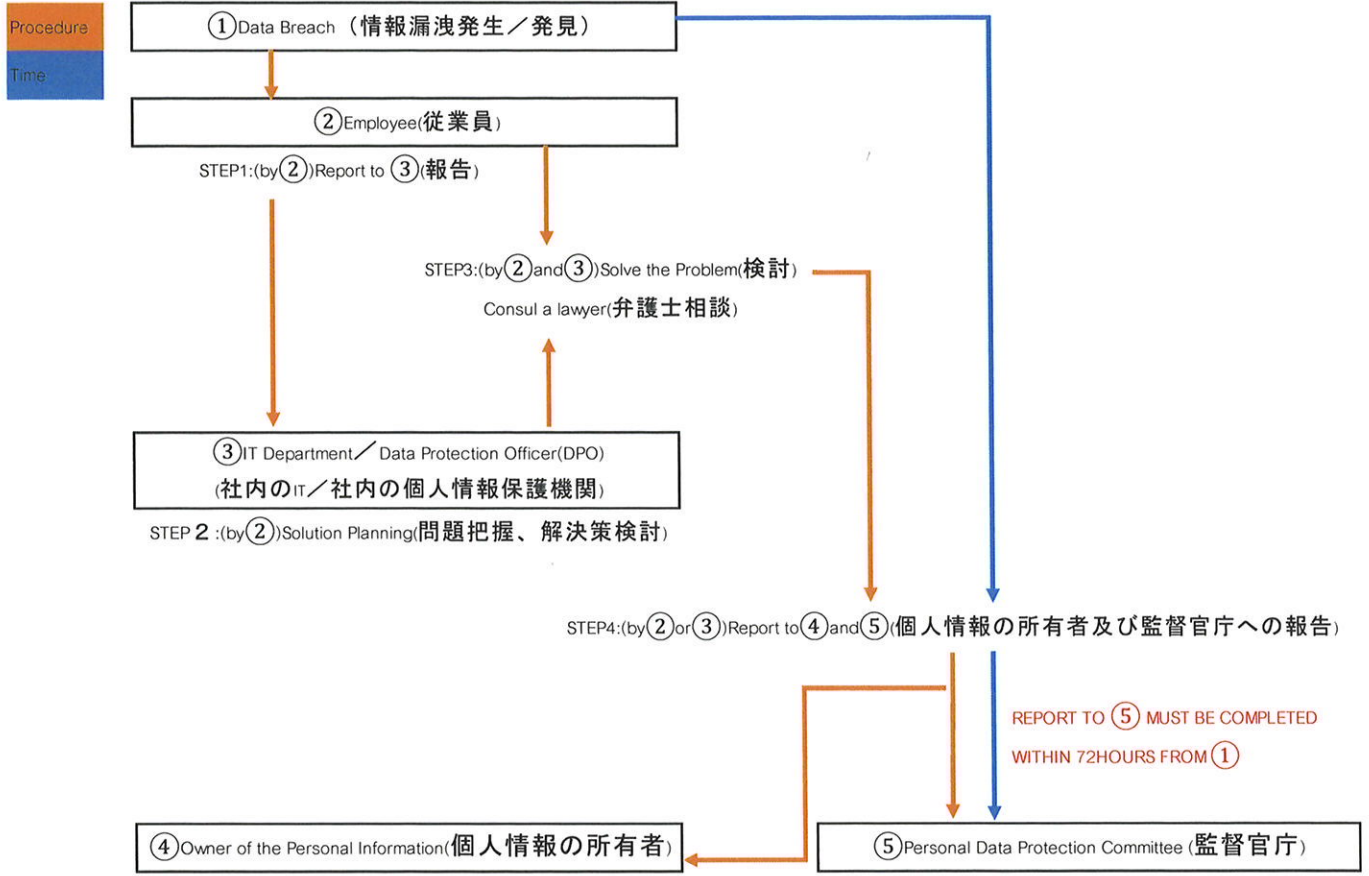 Procedure
Time
①Data Breach（情報漏洩発生／発見）
②Employee(従業員)
STEP1:(by②)Report to ③(報告)
STEP3:(by②and③)Solve the Problem(検討)
Consul a lawyer(弁護士相談)
③IT Department／Data Protection Officer(DPO)
(社内のIT／社内の個人情報保護機関)
STEP 2 :(by②)Solution Planning(問題把握、解決策検討)
STEP4:(by②or③)Report to④and⑤(個人情報の所有者及び監督官庁への報告)
REPORT TO ⑤ MUST BE COMPLETED
WITHIN 72HOURS FROM①
④Owner of the Personal Information(個人情報の所有者)
⑤Personal Data Protection Committee (監督官庁)